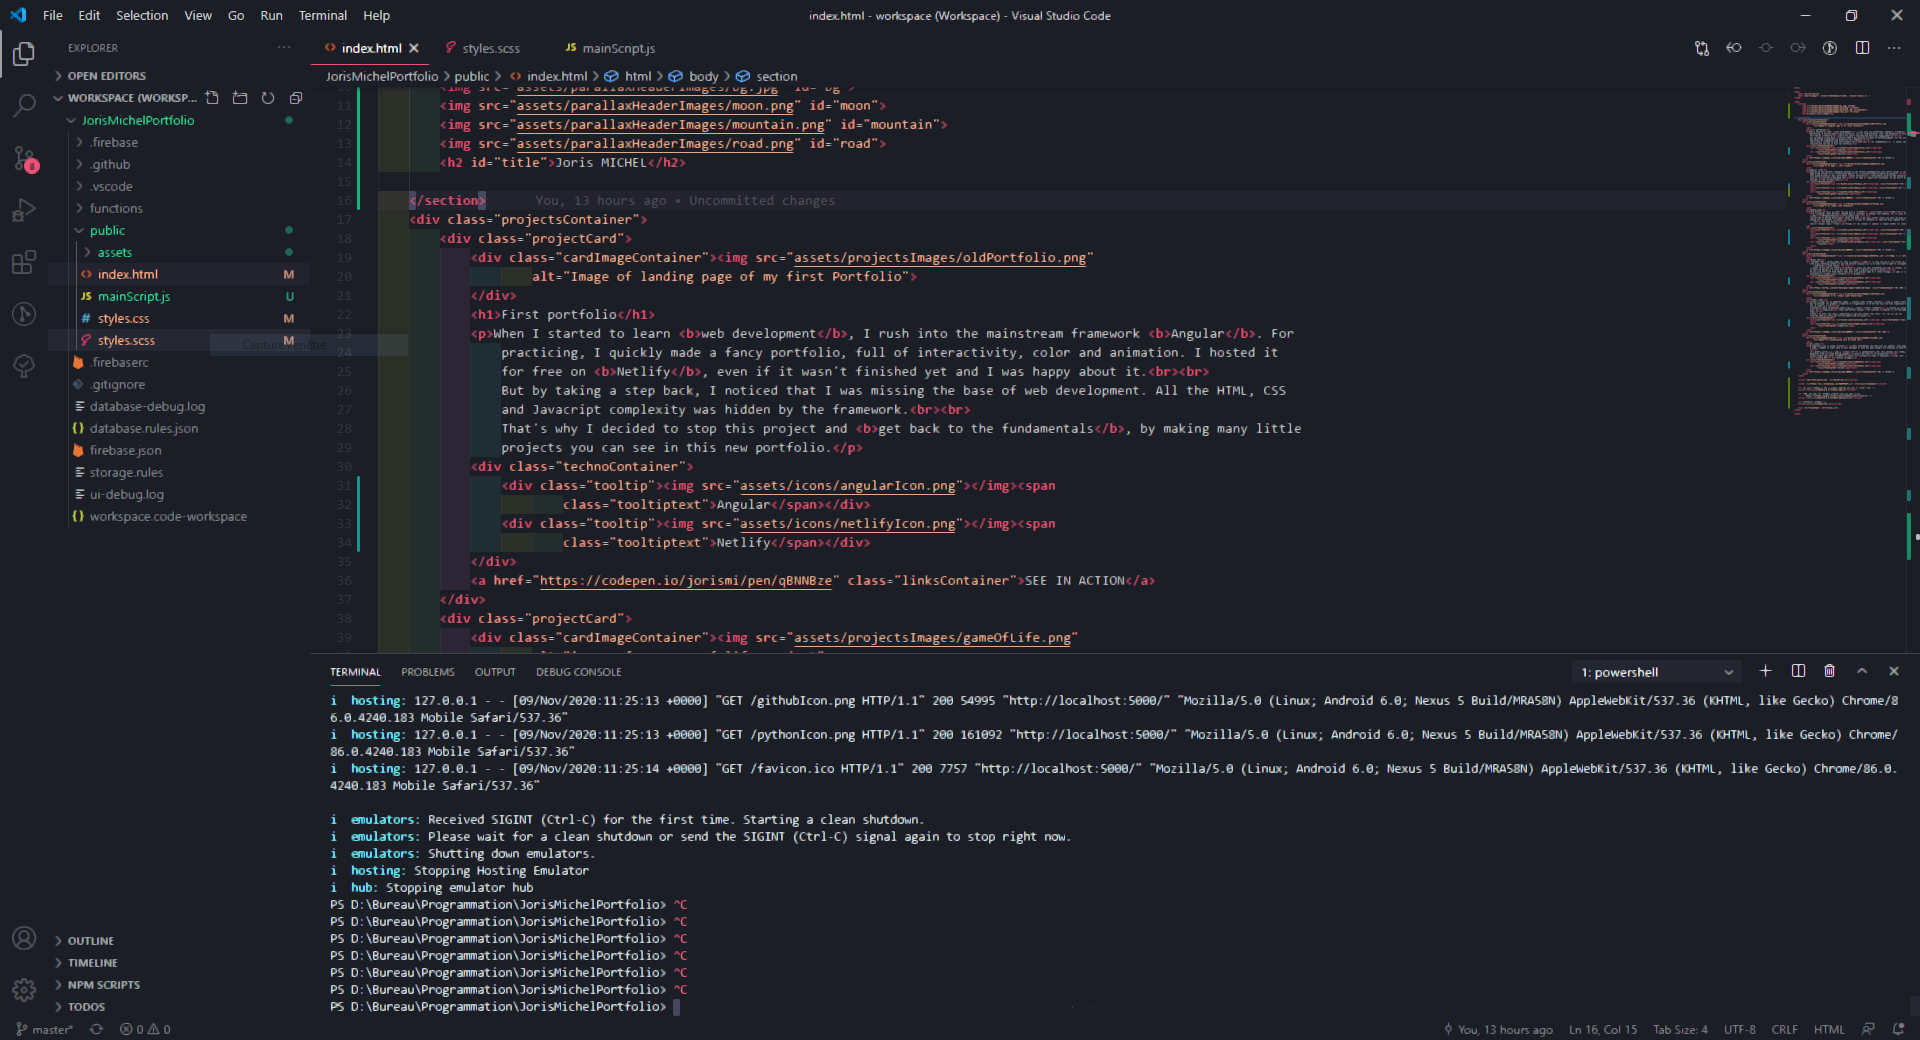 File Edit Selection View Go Run Terminal Help
index.html - workspace (Workspace) - Visual Studio Code
EXPLORER
OPEN EDITORS
WORKSPACE (WORKSP...
JorisMichelPortfolio
.firebase
.github
.vscode
functions
public
assets
index.html M
JS mainScript.js U
# styles.css M
styles.scss M
Capture fenêtre
.firebaserc
.gitignore
database-debug.log
{} database.rules.json
firebase.json
storage.rules
ui-debug.log
{} workspace.code-workspace
8
OUTLINE
TIMELINE
NPM SCRIPTS
TODOS
index.html styles.scss JS mainScript.js
JorisMichelPortfolio > public > index.html > html > body > section
10 <img src="assets/parallaxHeaderImages/bg.jpg" id="bg">
11 <img src="assets/parallaxHeaderImages/moon.png" id="moon">
12 <img src="assets/parallaxHeaderImages/mountain.png" id="mountain">
13 <img src="assets/parallaxHeaderImages/road.png" id="road">
14 <h2 id="title">Joris MICHEL</h2>
15
16 </section> You, 13 hours ago • Uncommitted changes
17 <div class="projectsContainer">
18 <div class="projectCard">
19 <div class="cardImageContainer"><img src="assets/projectsImages/oldPortfolio.png"
20 alt="Image of landing page of my first Portfolio">
21 </div>
22 <h1>First portfolio</h1>
23 <p>When I started to learn <b>web development</b>, I rush into the mainstream framework <b>Angular</b>. For
24 practicing, I quickly made a fancy portfolio, full of interactivity, color and animation. I hosted it
25 for free on <b>Netlify</b>, even if it wasn't finished yet and I was happy about it.<br><br>
26 But by taking a step back, I noticed that I was missing the base of web development. All the HTML, CSS
27 and Javacript complexity was hidden by the framework.<br><br>
28 That's why I decided to stop this project and <b>get back to the fundamentals</b>, by making many little
29 projects you can see in this new portfolio.</p>
30 <div class="technoContainer">
31 <div class="tooltip"><img src="assets/icons/angularIcon.png"></img><span
32 class="tooltiptext">Angular</span></div>
33 <div class="tooltip"><img src="assets/icons/netlifyIcon.png"></img><span
34 class="tooltiptext">Netlify</span></div>
35 </div>
36 <a href="https://codepen.io/jorismi/pen/qBNNBze" class="linksContainer">SEE IN ACTION</a>
37 </div>
38 <div class="projectCard">
39 <div class="cardImageContainer"><img src="assets/projectsImages/gameOfLife.png"
TERMINAL PROBLEMS OUTPUT DEBUG CONSOLE
1: powershell
i hosting: 127.0.0.1 - - [09/Nov/2020:11:25:13 +0000] "GET /githubIcon.png HTTP/1.1" 200 54995 "http://localhost:5000/" "Mozilla/5.0 (Linux; Android 6.0; Nexus 5 Build/MRA58N) AppleWebKit/537.36 (KHTML, like Gecko) Chrome/8
6.0.4240.183 Mobile Safari/537.36"
i hosting: 127.0.0.1 - - [09/Nov/2020:11:25:13 +0000] "GET /pythonIcon.png HTTP/1.1" 200 161092 "http://localhost:5000/" "Mozilla/5.0 (Linux; Android 6.0; Nexus 5 Build/MRA58N) AppleWebKit/537.36 (KHTML, like Gecko) Chrome/
86.0.4240.183 Mobile Safari/537.36"
i hosting: 127.0.0.1 - - [09/Nov/2020:11:25:14 +0000] "GET /favicon.ico HTTP/1.1" 200 7757 "http://localhost:5000/" "Mozilla/5.0 (Linux; Android 6.0; Nexus 5 Build/MRA58N) AppleWebKit/537.36 (KHTML, like Gecko) Chrome/86.0.
4240.183 Mobile Safari/537.36"
i emulators: Received SIGINT (Ctrl-C) for the first time. Starting a clean shutdown.
i emulators: Please wait for a clean shutdown or send the SIGINT (Ctrl-C) signal again to stop right now.
i emulators: Shutting down emulators.
i hosting: Stopping Hosting Emulator
i hub: Stopping emulator hub
PS D:\Bureau\Programmation\JorisMichelPortfolio> ^C
PS D:\Bureau\Programmation\JorisMichelPortfolio> ^C
PS D:\Bureau\Programmation\JorisMichelPortfolio> ^C
PS D:\Bureau\Programmation\JorisMichelPortfolio> ^C
PS D:\Bureau\Programmation\JorisMichelPortfolio> ^C
PS D:\Bureau\Programmation\JorisMichelPortfolio> ^C
PS D:\Bureau\Programmation\JorisMichelPortfolio>
master* 0 0 You, 13 hours ago Ln 16, Col 15 Tab Size: 4 UTF-8 CRLF HTML